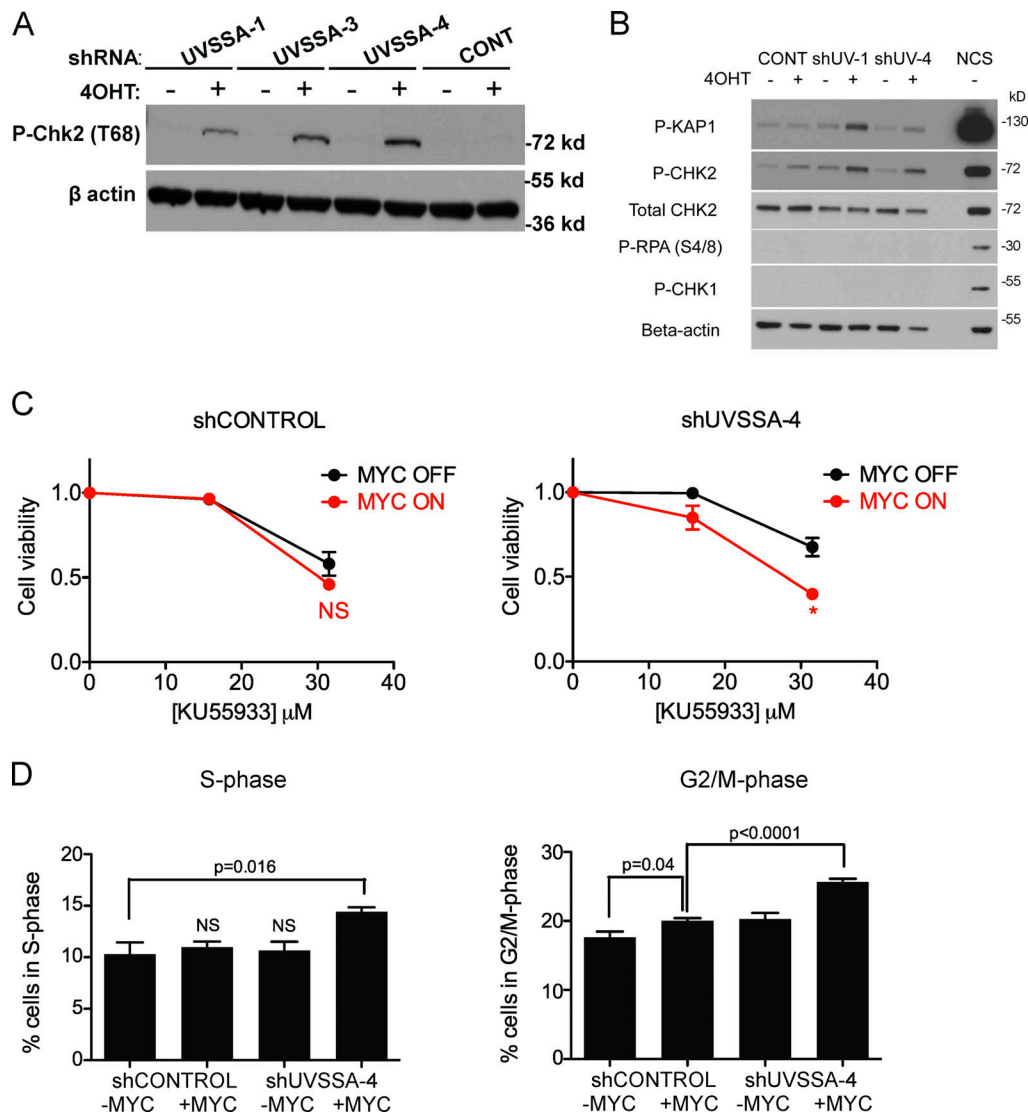 A
shRNA: UVSSA-1 UVSSA-3 UVSSA-4 CONT
4OHT: - + - + - + - +
P-Chk2 (T68)
-72 kd
-55 kd
β actin
-36 kd
B
CONT shUV-1 shUV-4 NCS
4OHT - + - + - + -
kD
P-KAP1 -130
P-CHK2 -72
Total CHK2 -72
P-RPA (S4/8) -30
P-CHK1 -55
Beta-actin -55
C
shCONTROL
MYC OFF
MYC ON
1.0
0.5
0.0
Cell viability
NS
0 10 20 30 40
[KU55933] μM
shUVSSA-4
MYC OFF
MYC ON
1.0
0.5
0.0
Cell viability
*
0 10 20 30 40
[KU55933] μM
D
S-phase
% cells in S-phase
20
15
10
5
0
p=0.016
NS NS
shCONTROL shUVSSA-4
-MYC +MYC -MYC +MYC
G2/M-phase
% cells in G2/M-phase
30
20
10
0
p=0.04
p<0.0001
shCONTROL shUVSSA-4
-MYC +MYC -MYC +MYC